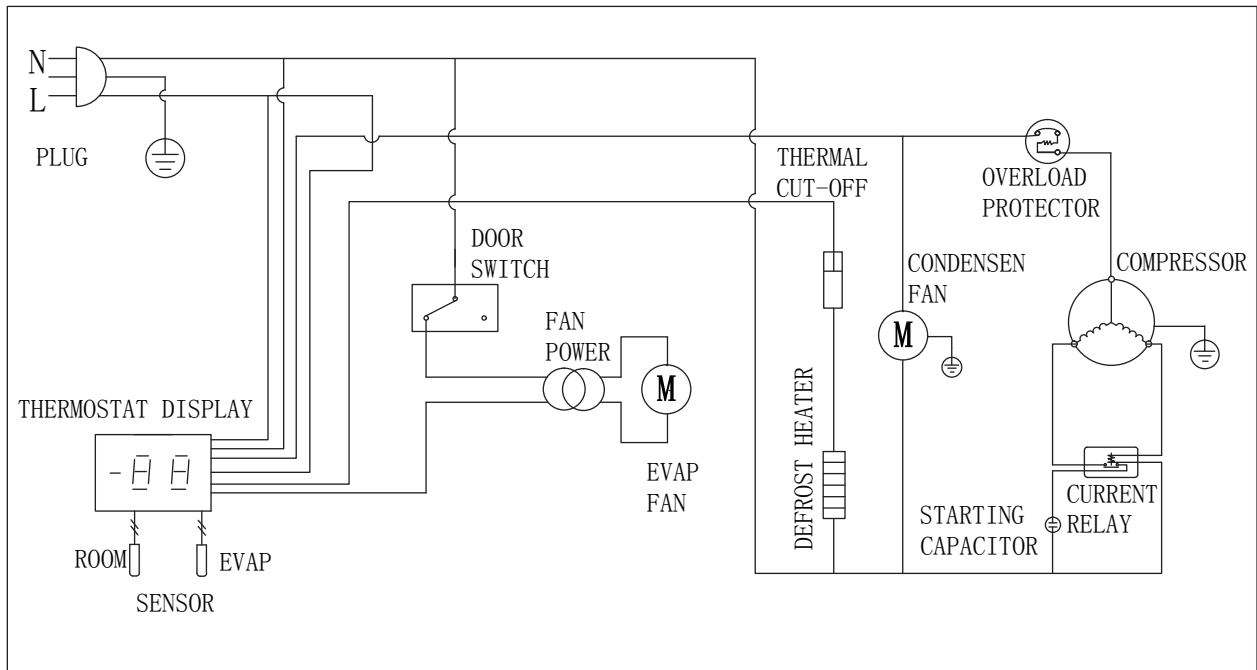 N
L
PLUG
THERMAL
CUT-OFF
OVERLOAD
PROTECTOR
DOOR
SWITCH
CONDENSEN
FAN
COMPRESSOR
FAN
POWER
M
M
THERMOSTAT DISPLAY
-88
EVAP
FAN
DEFROST HEATER
STARTING
CAPACITOR
CURRENT
RELAY
ROOM
EVAP
SENSOR